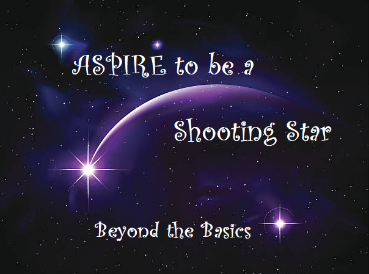 ASPIRE to be a
Shooting Star
Beyond the Basics